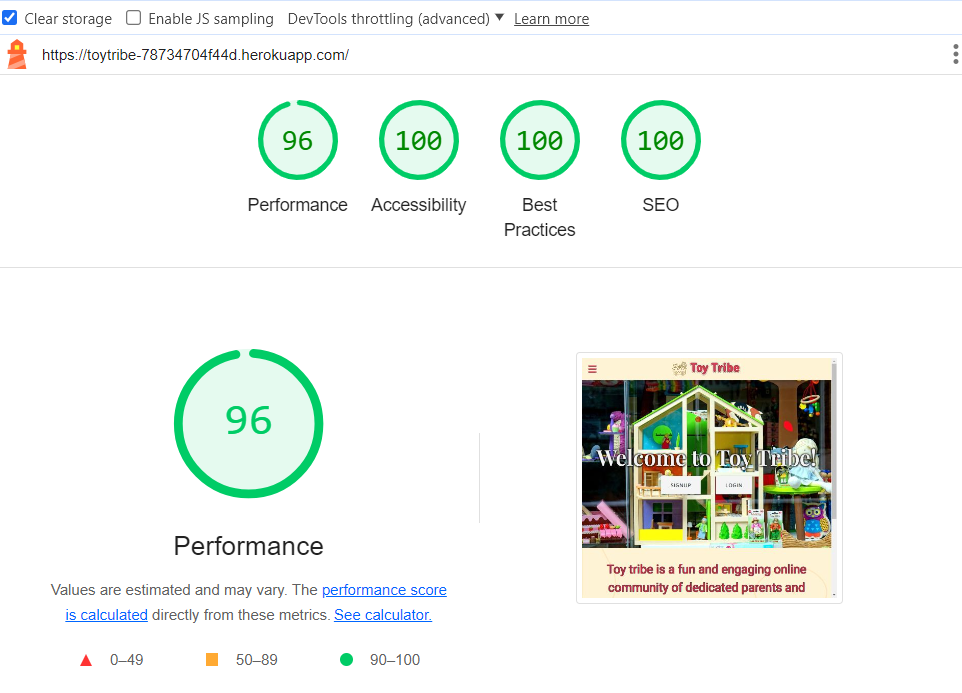 Clear storage Enable JS sampling DevTools throttling (advanced) Learn more
https://toytribe-78734704f44d.herokuapp.com/
96 100 100 100
Performance Accessibility Best Practices SEO
96
Performance
Values are estimated and may vary. The performance score
is calculated directly from these metrics. See calculator.
0–49 50–89 90–100
Toy Tribe
Welcome to Toy Tribe!
SIGNUP LOGIN
Toy tribe is a fun and engaging online
community of dedicated parents and